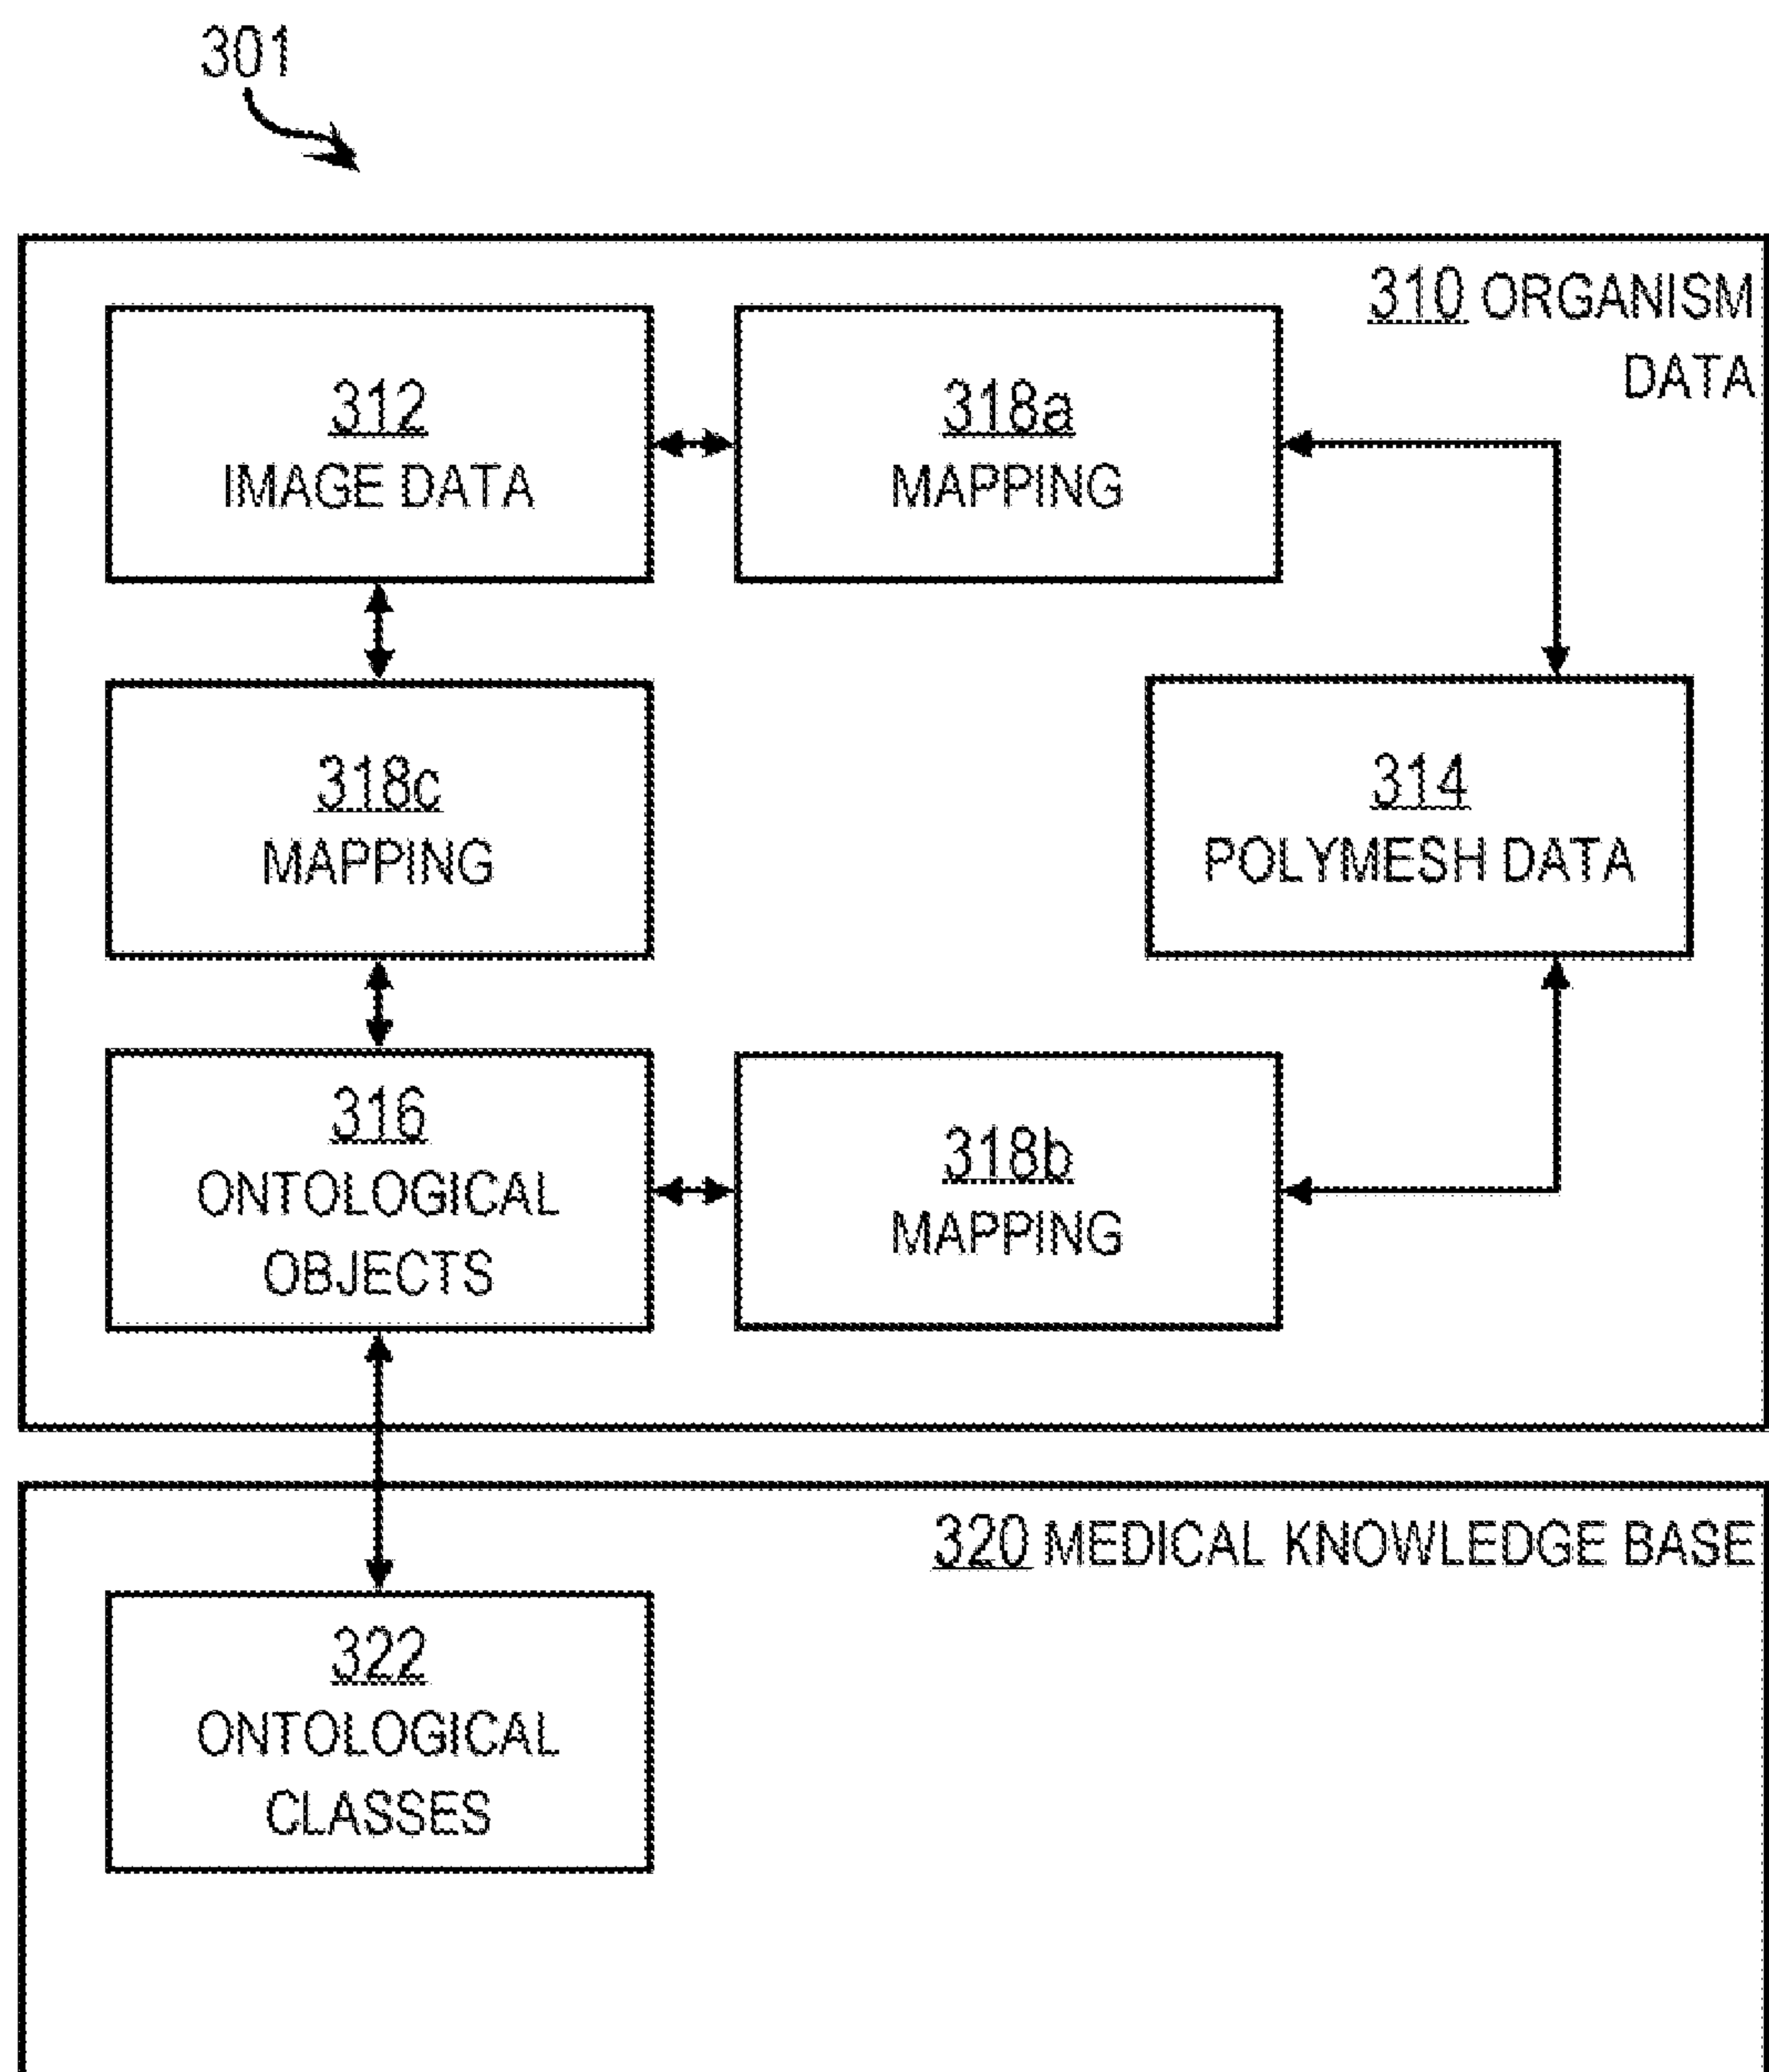 301
310 ORGANISM
DATA
312
IMAGE DATA
318a
MAPPING
318c
MAPPING
314
POLYMESH DATA
316
ONTOLOGICAL
OBJECTS
318b
MAPPING
320 MEDICAL KNOWLEDGE BASE
322
ONTOLOGICAL
CLASSES